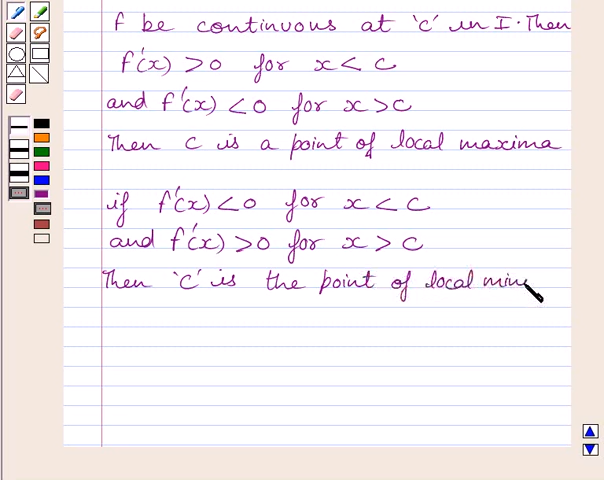 f be continuous at 'c' in I. Then
f'(x) > 0 for x < c
and f'(x) < 0 for x > c
Then c is a point of local maxima
if f'(x) < 0 for x < c
and f'(x) > 0 for x > c
Then 'c' is the point of local min